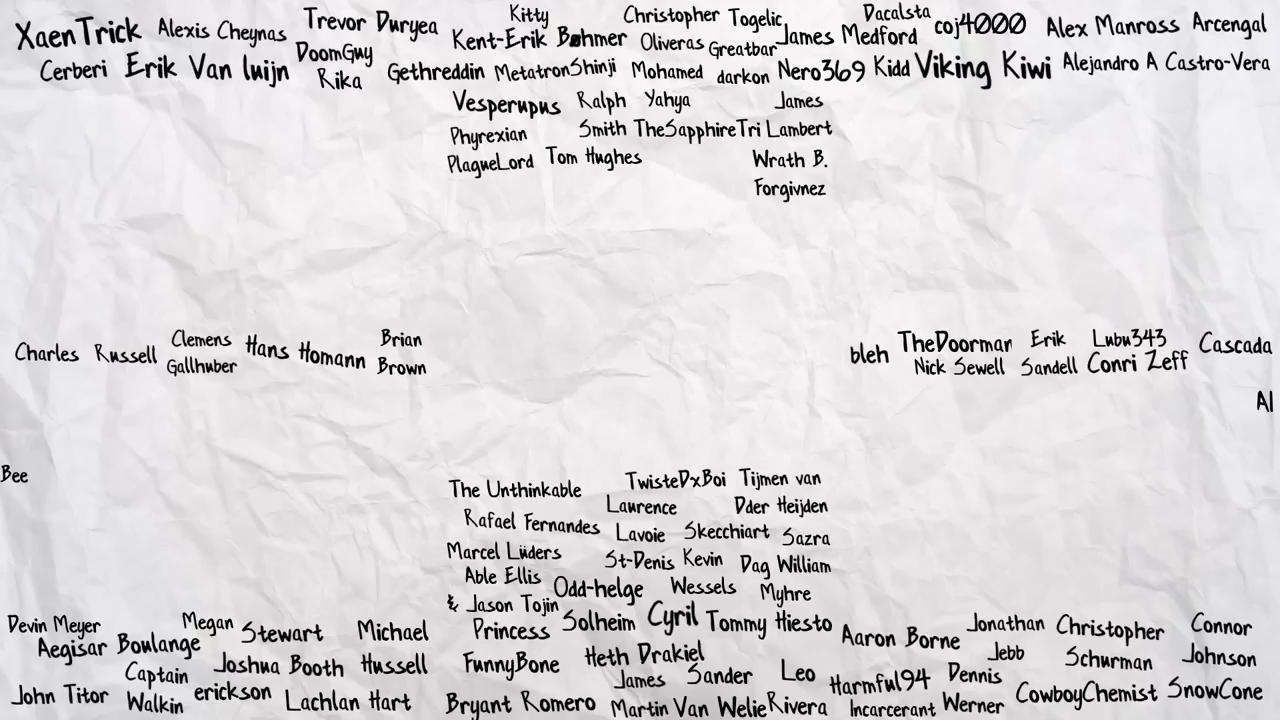 XaenTrick Alexis Cheynas Trevor Duryea Kitty Kent-Erik Bøhmer Christopher Oliveras Togelic Greatbar James Medford Dacalsta coj4000 Alex Manross Arcengal
Cerberi Erik Van luijn DoomGuy Rika Gethreddin Metatron Shinji Mohamed darkon Nero369 Kidd Viking Kiwi Alejandro A Castro-Vera
Vesperupus Ralph Yahya James
Phyrexian Smith TheSapphireTri Lambert
PlagueLord Tom Hughes Wrath B.
Forgivnez
Charles Russell Clemens Gallhuber Hans Homann Brian Brown
bleh TheDoorman Erik Lubu343 Cascada
Nick Sewell Sandell Conri Zeff
Al
Bee
The Unthinkable TwisteDxBoi Tijmen van
Laurence Dder Heijden
Rafael Fernandes Lavoie Skecchiart Sazra
Marcel Lüders St-Denis Kevin Dag William
Able Ellis Odd-helge Wessels Myhre
& Jason Tojin
Devin Meyer Megan Stewart Michael Princess Solheim Cyril Tommy Hiesto Aaron Borne Jonathan Christopher Connor
Aegisar Boulange Joshua Booth Hussell FunnyBone Heth Drakiel Jebb Schurman Johnson
Captain James Sander Leo Harmful94 Dennis
John Titor Walkin erickson Lachlan Hart Bryant Romero Martin Van Welie Rivera Incarcerant Werner CowboyChemist SnowCone